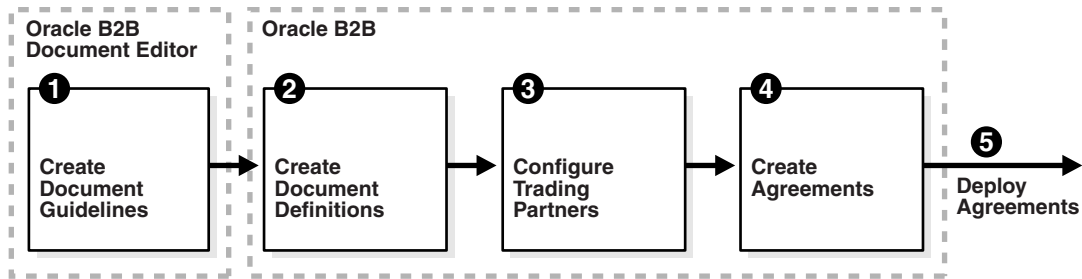 Oracle B2B
Document Editor
Oracle B2B
1
Create
Document
Guidelines
2
Create
Document
Definitions
3
Configure
Trading
Partners
4
Create
Agreements
5
Deploy
Agreements